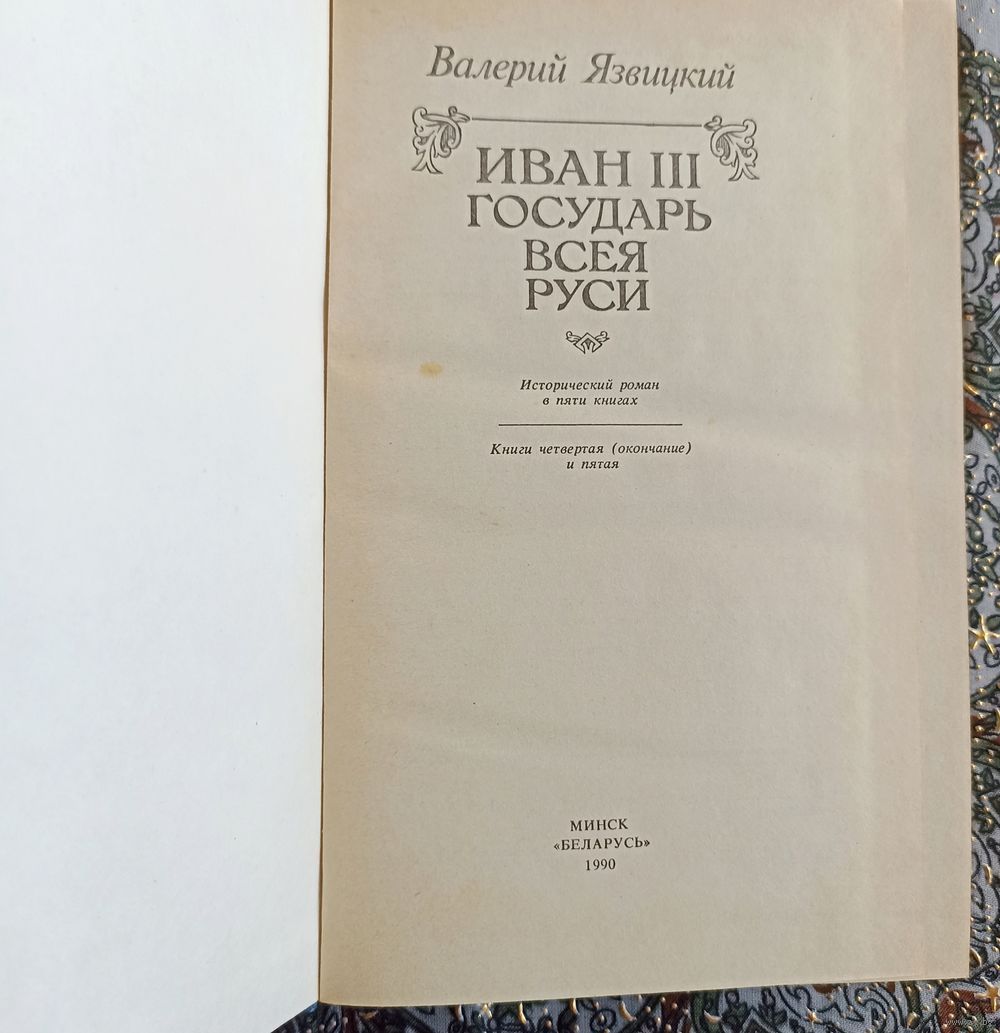 Валерий Язвицкий
ИВАН III
ГОСУДАРЬ
ВСЕЯ
РУСИ
Исторический роман
в пяти книгах
Книги четвертая (окончание)
и пятая
МИНСК
«БЕЛАРУСЬ»
1990